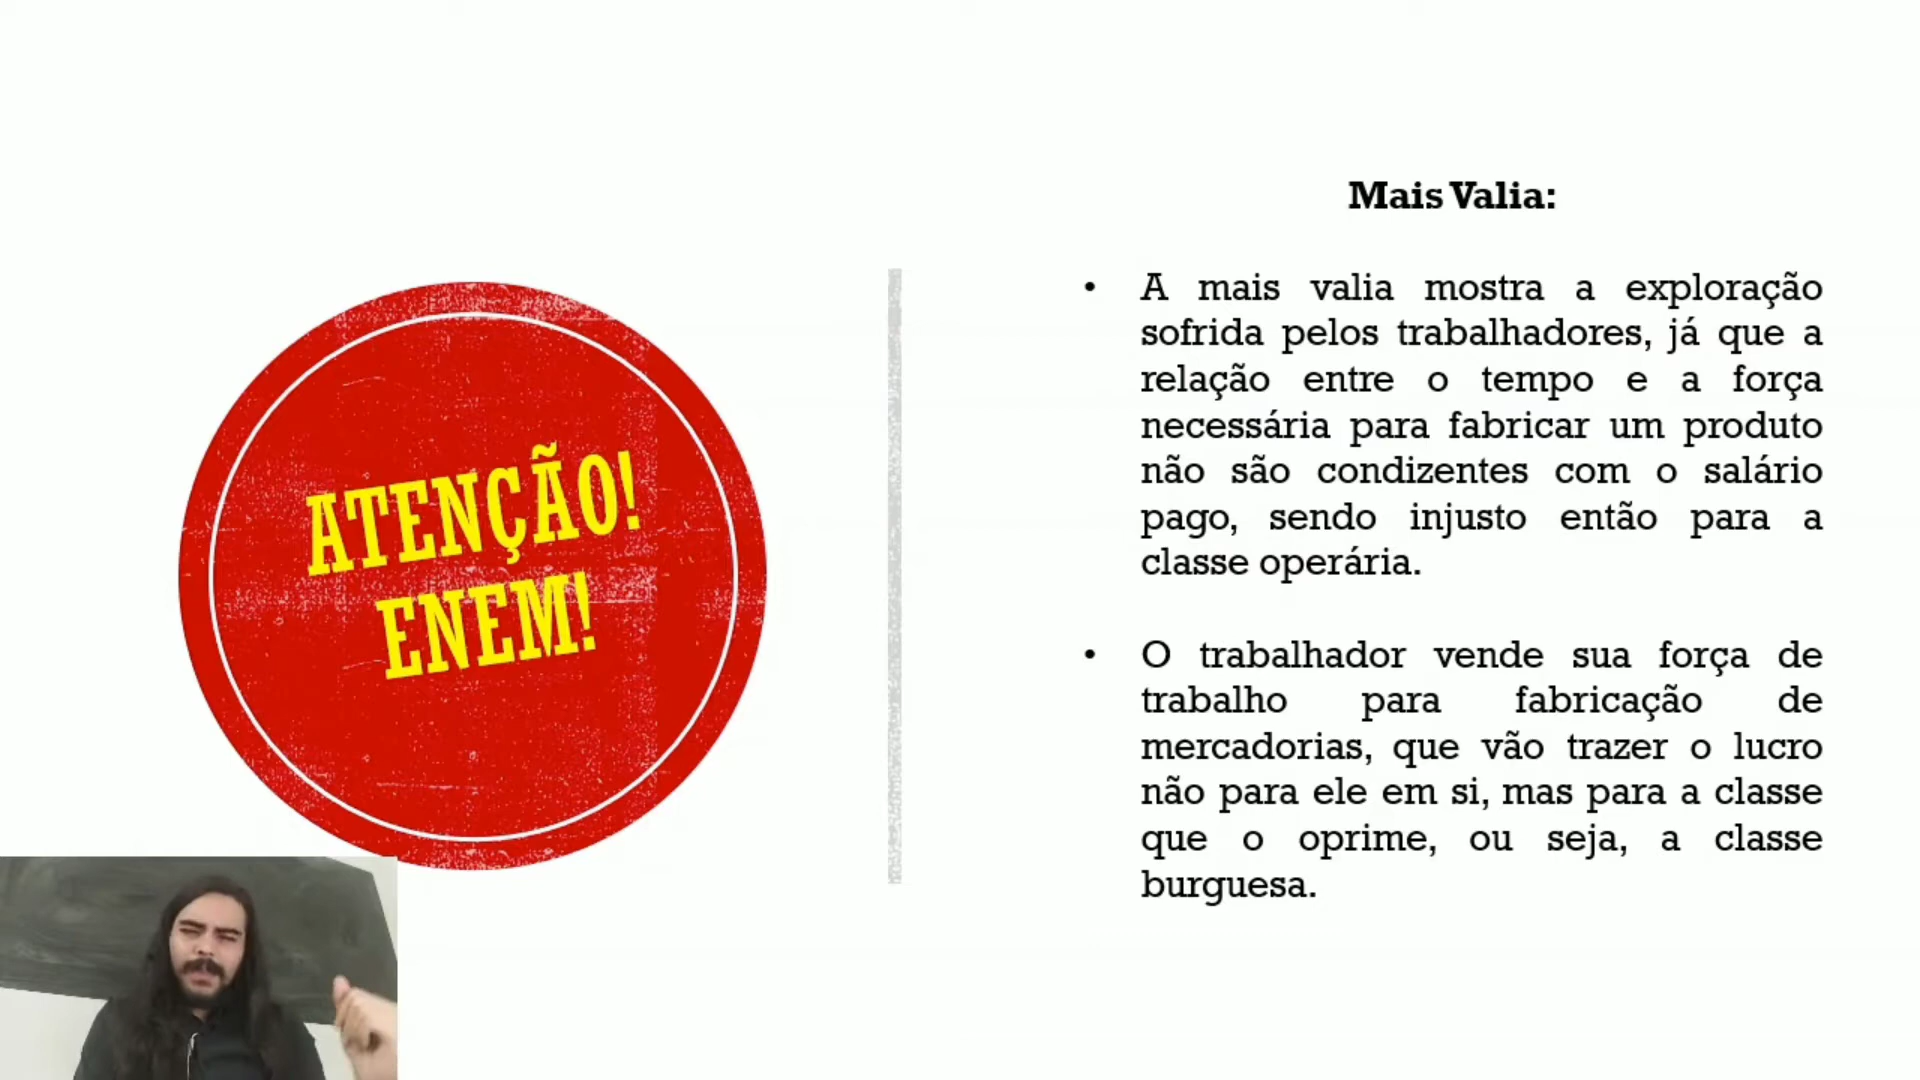 ATENÇÃO!
ENEM!
Mais Valia:
• A mais valia mostra a exploração
sofrida pelos trabalhadores, já que a
relação entre o tempo e a força
necessária para fabricar um produto
não são condizentes com o salário
pago, sendo injusto então para a
classe operária.
• O trabalhador vende sua força de
trabalho para fabricação de
mercadorias, que vão trazer o lucro
não para ele em si, mas para a classe
que o oprime, ou seja, a classe
burguesa.